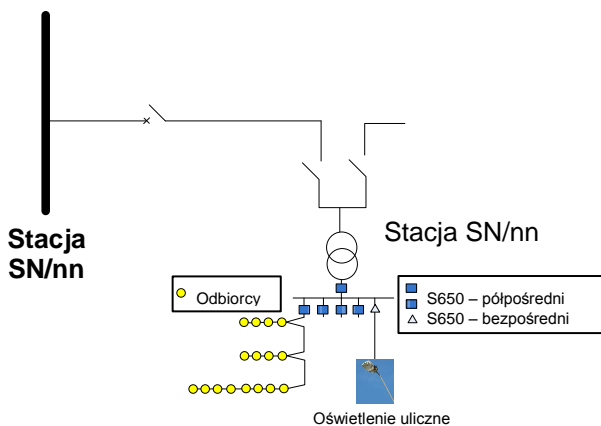 Stacja
SN/nn
Stacja SN/nn
Odbiorcy
S650 – półpośredni
S650 – bezpośredni
Oświetlenie uliczne